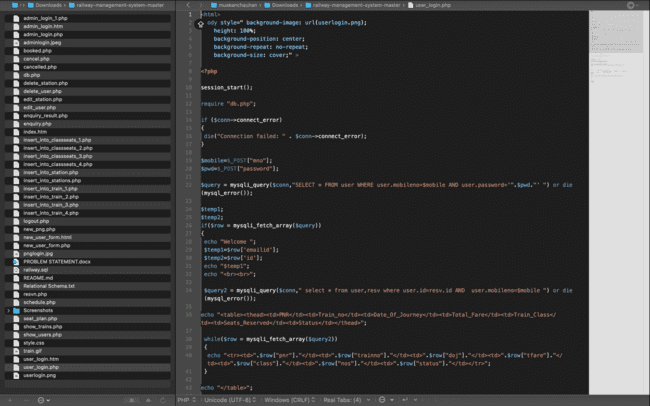 Downloads
railway-management-system-master
muskanchauhan
Downloads
railway-management-system-master
user_login.php
admin_login_1.php
admin_login.htm
admin_login.php
adminlogin.jpeg
booked.php
cancel.php
cancelled.php
db.php
delete_station.php
delete_user.php
edit_station.php
edit_user.php
enquiry_result.php
enquiry.php
index.htm
insert_into_classseats_1.php
insert_into_classseats_2.php
insert_into_classseats_3.php
insert_into_classseats_4.php
insert_into_station.php
insert_into_stations.php
insert_into_train_1.php
insert_into_train_2.php
insert_into_train_3.php
insert_into_train_4.php
logout.php
new_png.php
new_user_form.html
new_user_form.php
pnglogin.jpg
PROBLEM STATEMENT.docx
railway.sql
README.md
Relational Schema.txt
resvn.php
schedule.php
Screenshots
seat_plan.php
show_trains.php
show_users.php
style.css
train.gif
user_login.htm
user_login.php
userlogin.png
<html>
ody style=" background-image: url(userlogin.png);
height: 100%;
background-position: center;
background-repeat: no-repeat;
background-size: cover;" >
<?php
session_start();
require "db.php";
if ($conn->connect_error)
{
die("Connection failed: " . $conn->connect_error);
}
$mobile=$_POST["mno"];
$pwd=$_POST["password"];
$query = mysqli_query($conn,"SELECT * FROM user WHERE user.mobileno=$mobile AND user.password='".$pwd."' ") or die
(mysql_error());
$temp1;
$temp2;
if($row = mysqli_fetch_array($query))
{
echo "Welcome ";
$temp1=$row['emailid'];
$temp2=$row['id'];
echo "$temp1";
echo "<br><br>";
$query2 = mysqli_query($conn," select * from user,resv where user.id=resv.id AND  user.mobileno=$mobile ") or die
(mysql_error());
echo "<table><thead><td>PNR</td><td>Train_no</td><td>Date_Of_Journey</td><td>Total_Fare</td><td>Train_Class</
td><td>Seats_Reserved</td><td>Status</td></thead>";
while($row = mysqli_fetch_array($query2))
{
echo "<tr><td>".$row["pnr"]."</td><td>".$row["trainno"]."</td><td>".$row["doj"]."</td><td>".$row["tfare"]."</
td><td>".$row["class"]."</td><td>".$row["nos"]."</td><td>".$row["status"]."</td></tr>";
}
echo "</table>";
PHP
Unicode (UTF-8)
Windows (CRLF)
Real Tabs: (4)